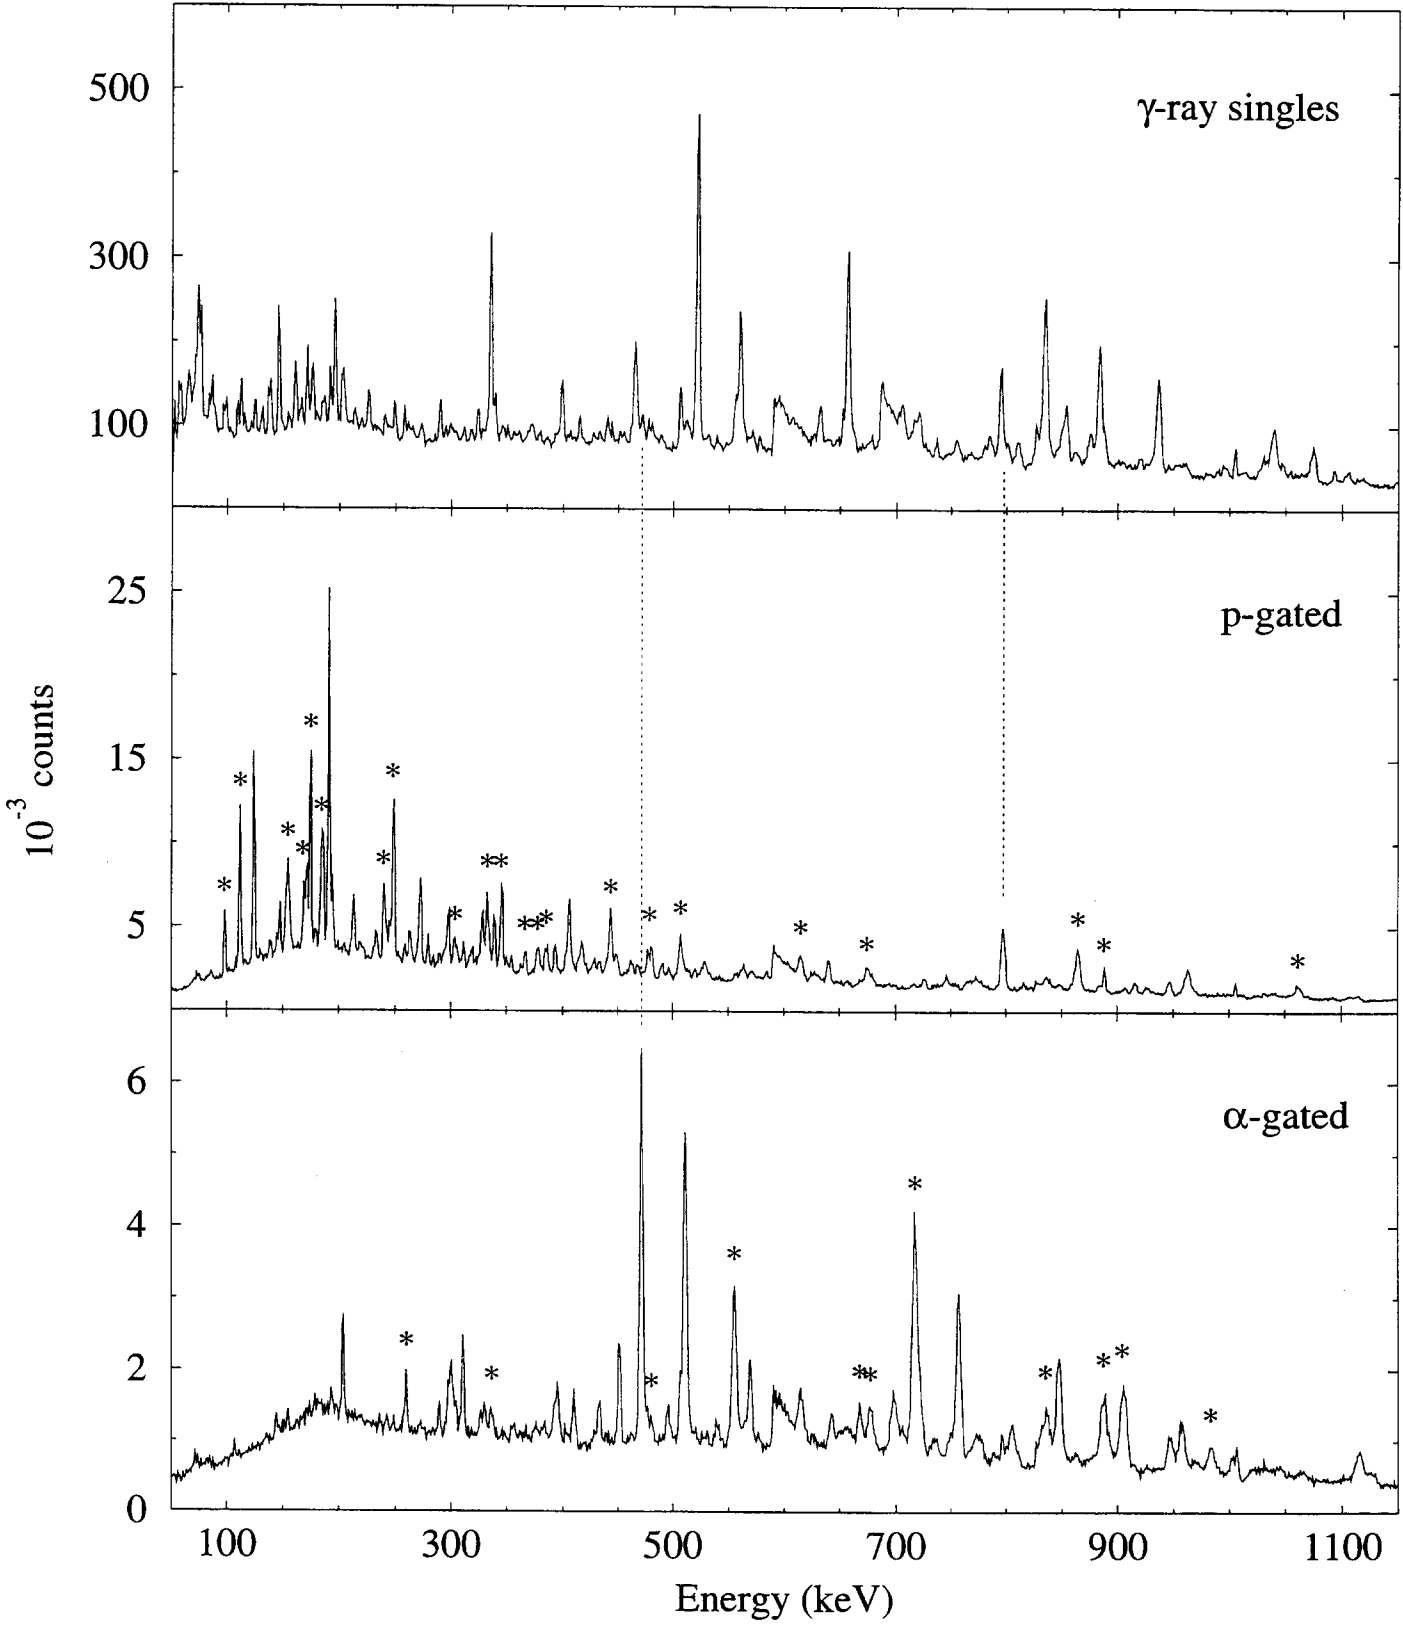 500
300
100
γ-ray singles
25
15
5
p-gated
* * * * * * * * * * * * * * * * * * * * * *
10⁻³ counts
6
4
2
0
α-gated
* * * * * * * * * * *
100 300 500 700 900 1100
Energy (keV)